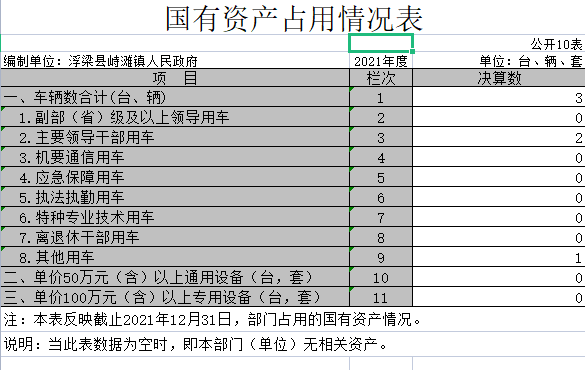 国有资产占用情况表
公开10表
编制单位：浮梁县峙滩镇人民政府 2021年度 单位：台、辆、套
项 目 栏次 决算数
一、车辆数合计(台、辆) 1 3
1.副部（省）级及以上领导用车 2 0
2.主要领导干部用车 3 2
3.机要通信用车 4 0
4.应急保障用车 5 0
5.执法执勤用车 6 0
6.特种专业技术用车 7 0
7.离退休干部用车 8 0
8.其他用车 9 1
二、单价50万元（含）以上通用设备（台，套） 10 0
三、单价100万元（含）以上专用设备（台，套） 11 0
注：本表反映截止2021年12月31日，部门占用的国有资产情况。
说明：当此表数据为空时，即本部门（单位）无相关资产。